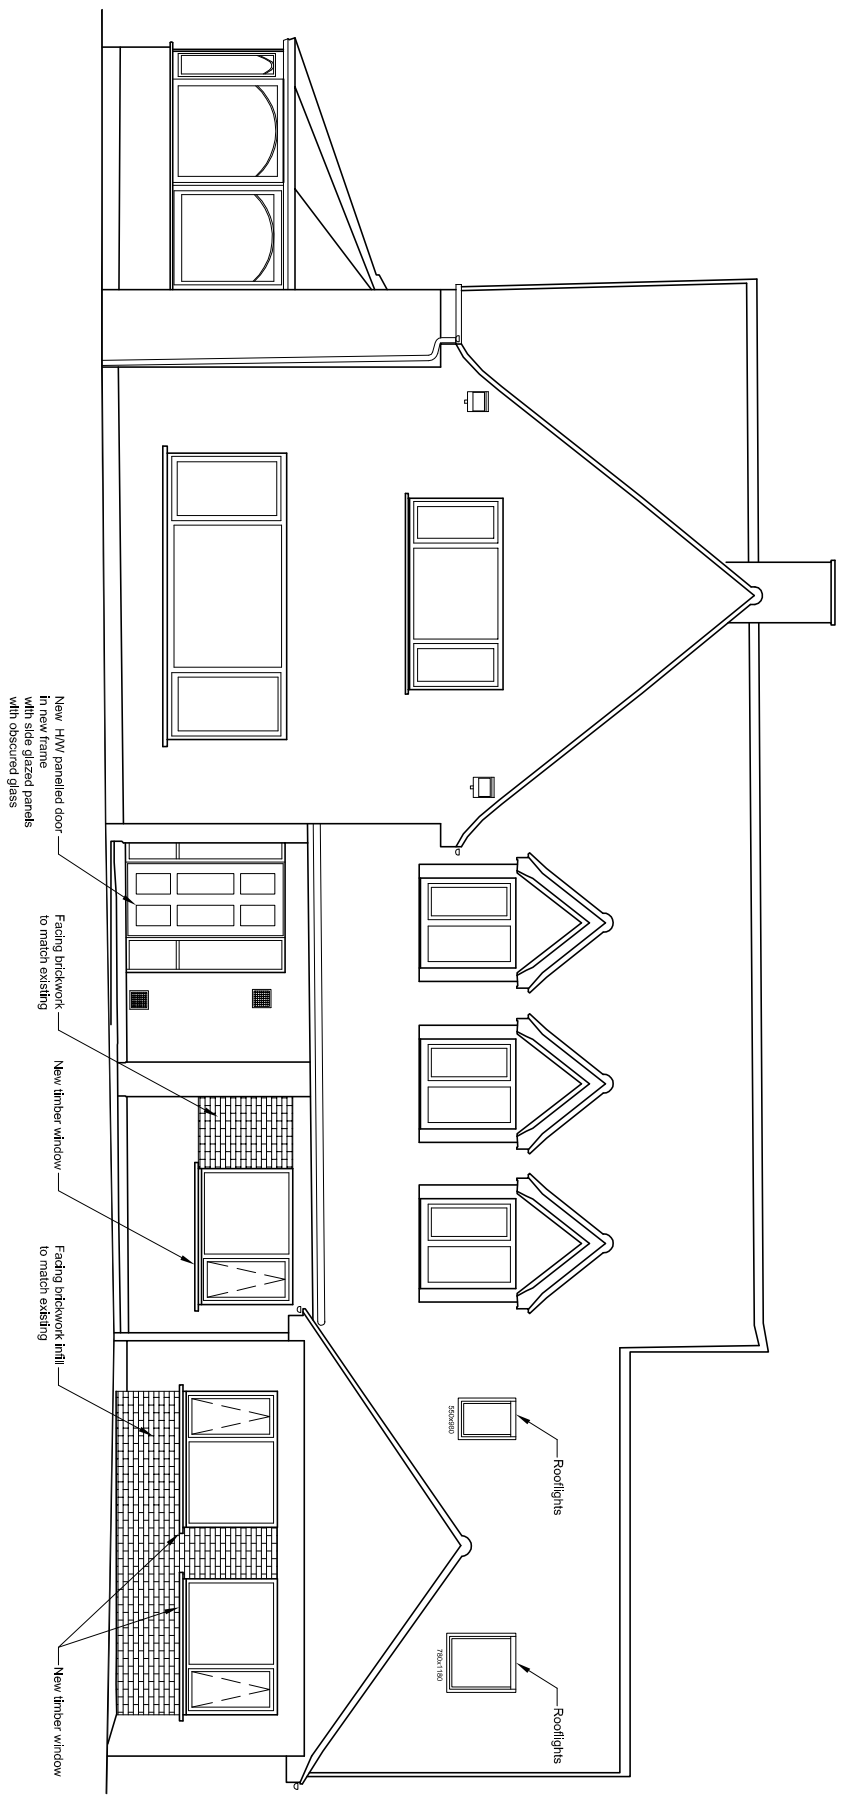 New H/W panelled door
in new frame
with side glazed panels
with obscured glass
Facing brickwork
to match existing
New timber window
Facing brickwork infill
to match existing
New timber window
Rooflights
550x980
Rooflights
780x1180